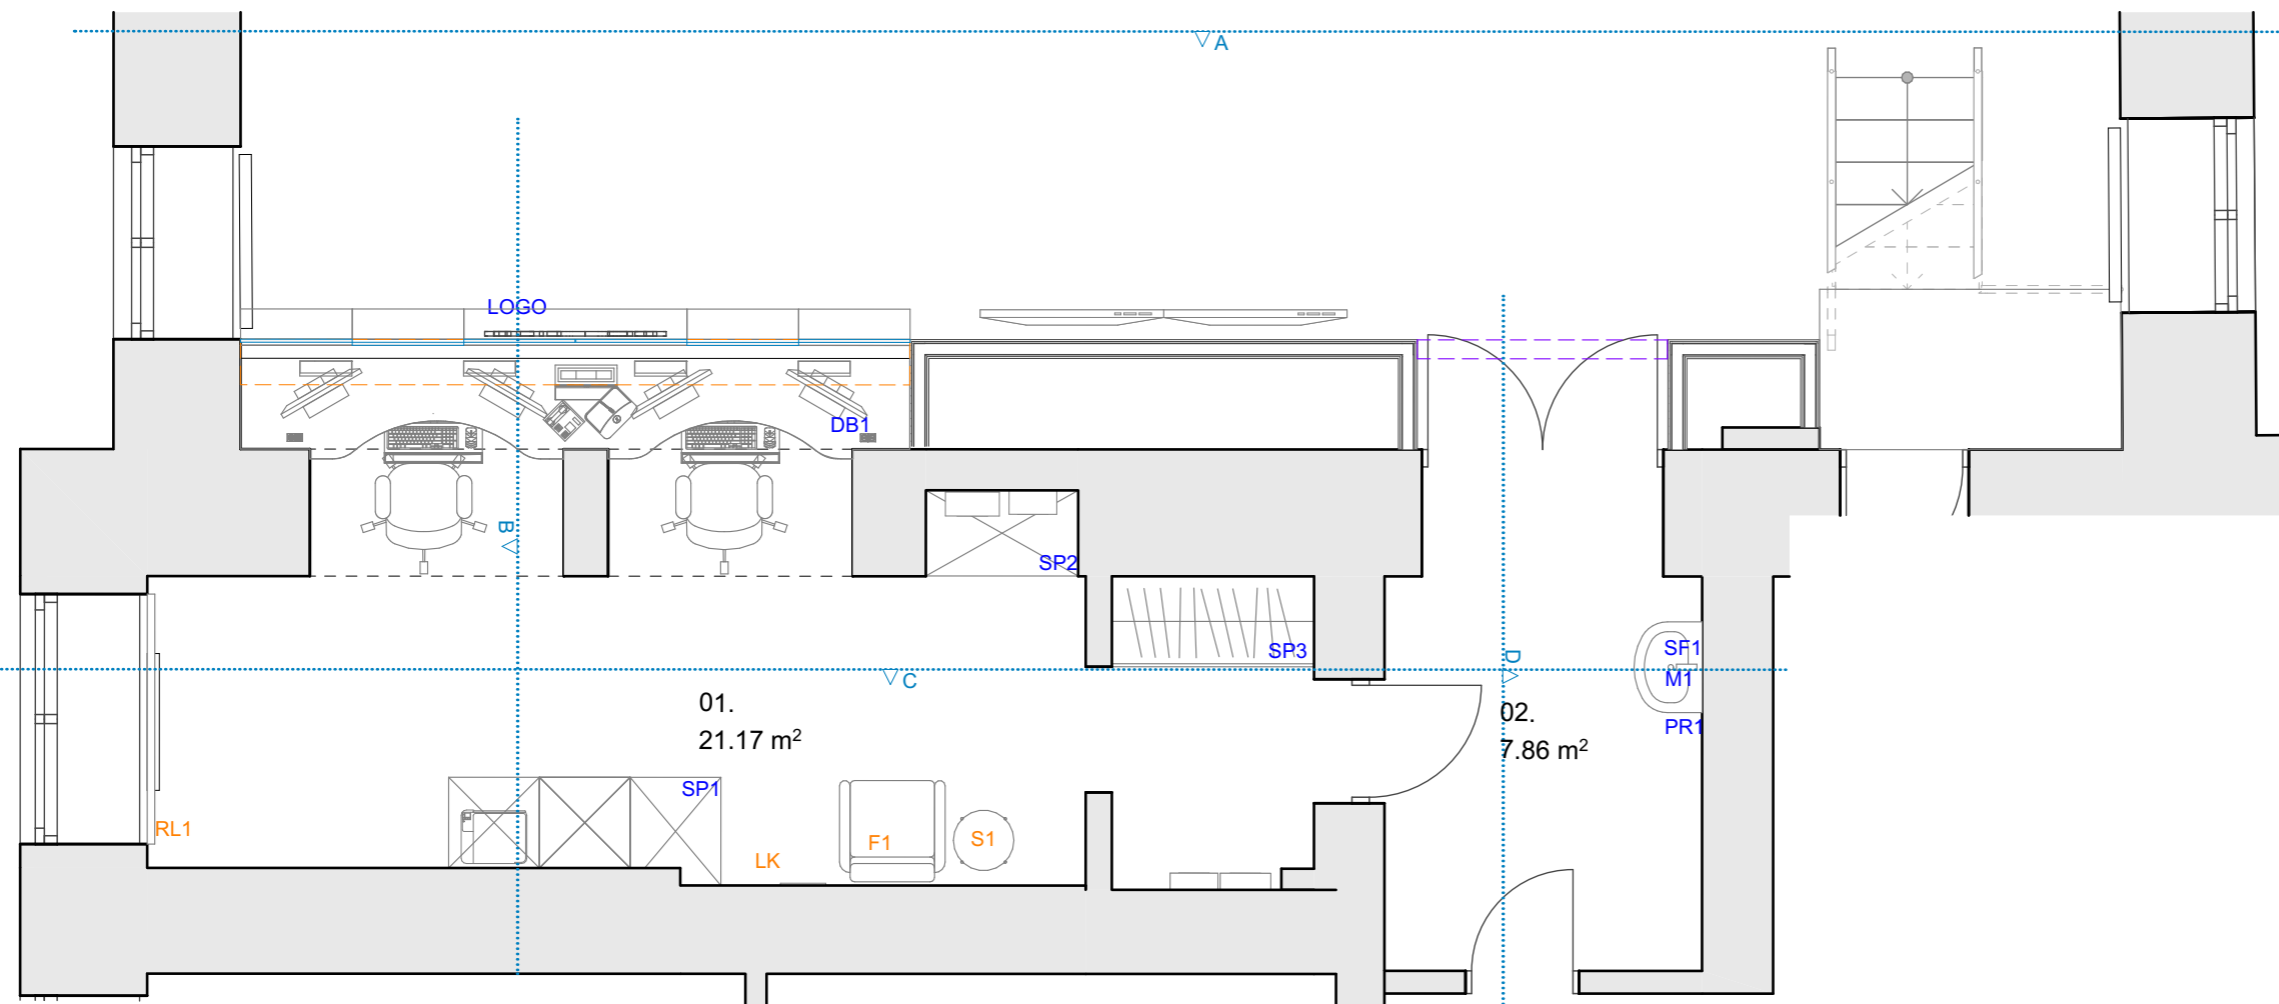 A
LOGO
DB1
B
SP2
SP3
SF1
D
M1
C
01.
21.17 m²
02.
7.86 m²
PR1
SP1
RL1
LK
F1
S1